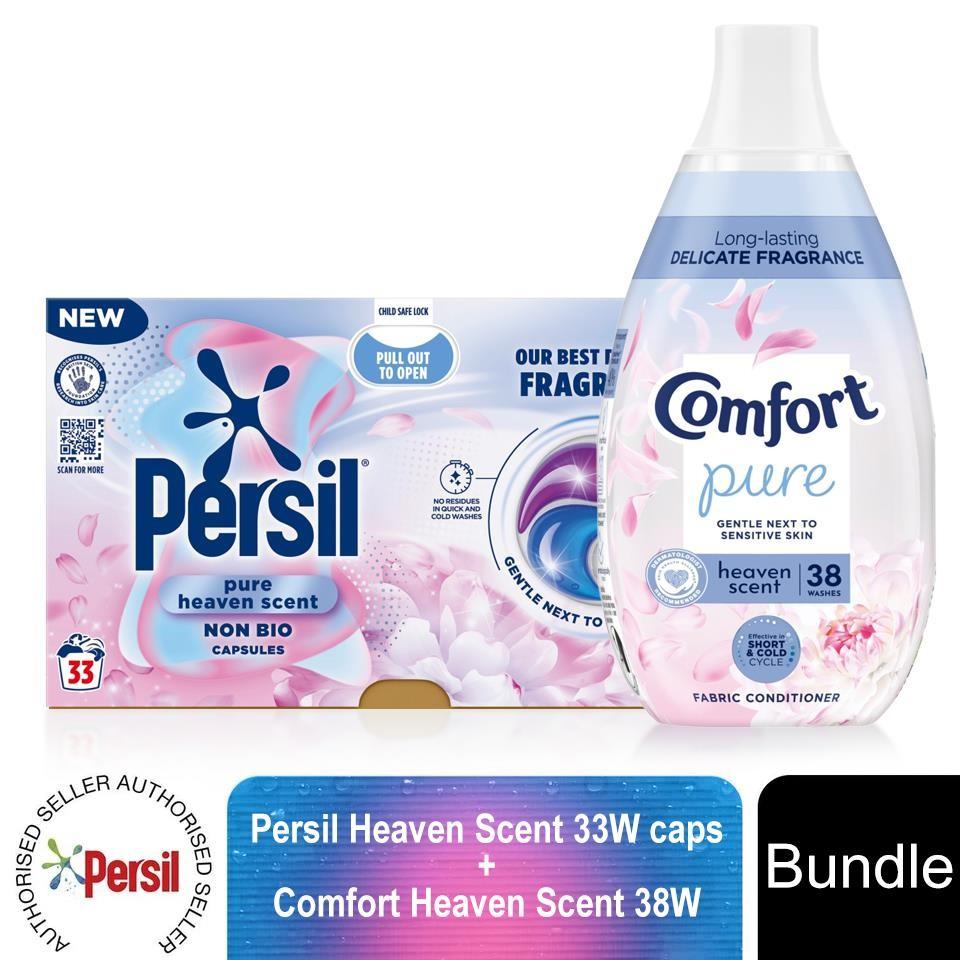 NEW
CHILD SAFE LOCK
PULL OUT
TO OPEN
OUR BEST
FRAGR
SCAN FOR MORE
Persil®
NO RESIDUES
IN QUICK AND
COLD WASHES
GENTLE NEXT TO
pure
heaven scent
NON BIO
CAPSULES
33
Long-lasting
DELICATE FRAGRANCE
Comfort
pure
GENTLE NEXT TO
SENSITIVE SKIN
DERMATOLOGIST
RECOMMENDED
heaven
scent
38
WASHES
Effective in
SHORT
& COLD
CYCLE
FABRIC CONDITIONER
AUTHORISED SELLER AUTHORISED SELLER
Persil
Persil Heaven Scent 33W caps
+
Comfort Heaven Scent 38W
Bundle